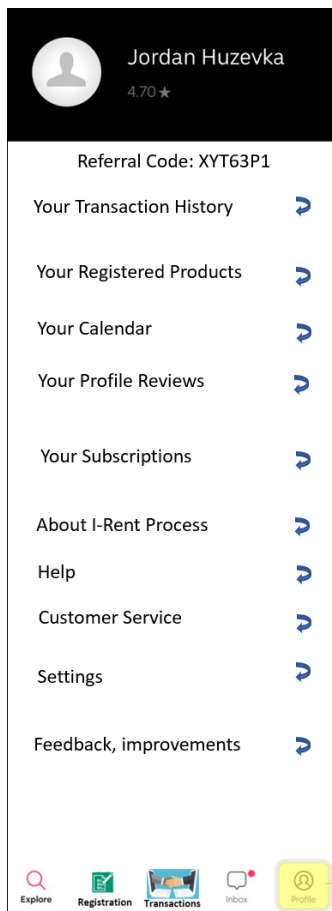 Jordan Huzevka
4.70 ★
Referral Code: XYT63P1
Your Transaction History
Your Registered Products
Your Calendar
Your Profile Reviews
Your Subscriptions
About I-Rent Process
Help
Customer Service
Settings
Feedback, improvements
Explore Registration Transactions Inbox Profile